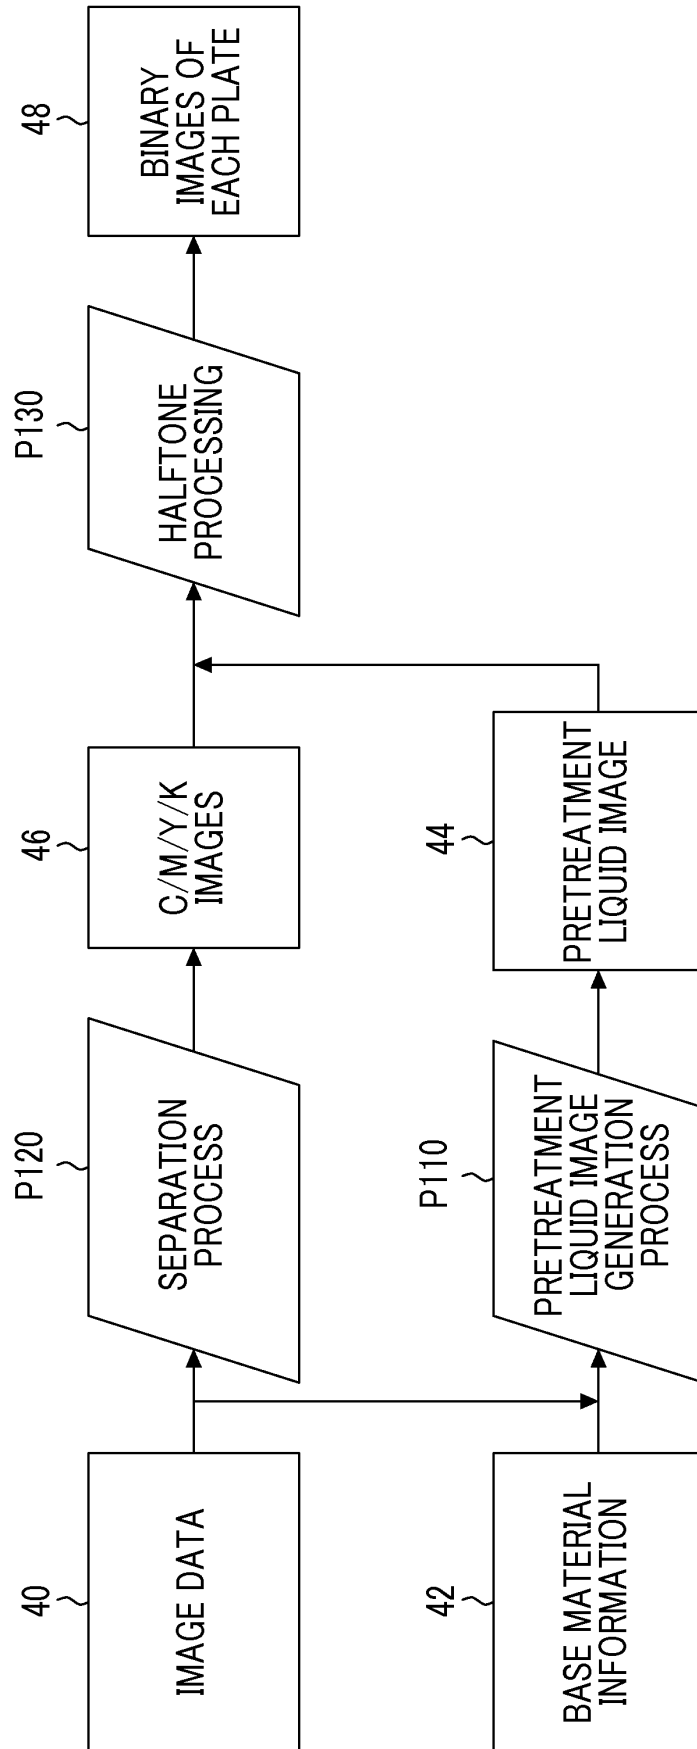 40
IMAGE DATA
P120
SEPARATION
PROCESS
46
C/M/Y/K
IMAGES
P130
HALFTONE
PROCESSING
48
BINARY
IMAGES OF
EACH PLATE
42
BASE MATERIAL
INFORMATION
P110
PRETREATMENT
LIQUID IMAGE
GENERATION
PROCESS
44
PRETREATMENT
LIQUID IMAGE